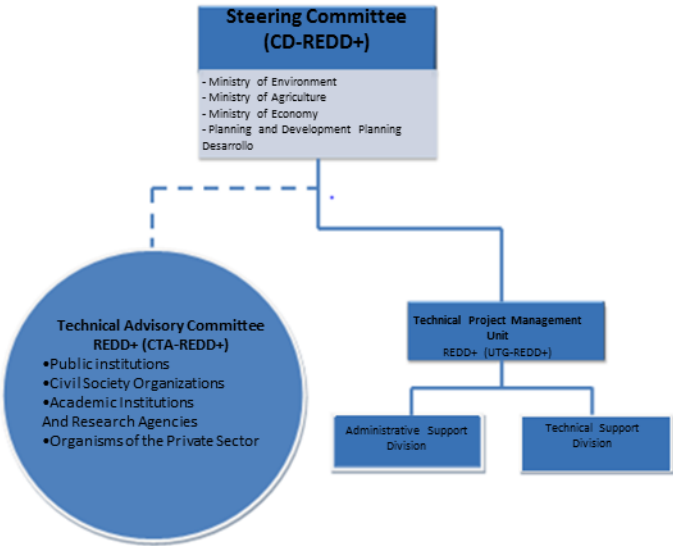 Steering Committee
(CD-REDD+)
- Ministry of Environment
- Ministry of Agriculture
- Ministry of Economy
- Planning and Development Planning
Desarrollo
Technical Advisory Committee
REDD+ (CTA-REDD+)
•Public institutions
•Civil Society Organizations
•Academic Institutions
And Research Agencies
•Organisms of the Private Sector
Technical Project Management
Unit
REDD+ (UTG-REDD+)
Administrative Support
Division
Technical Support
Division